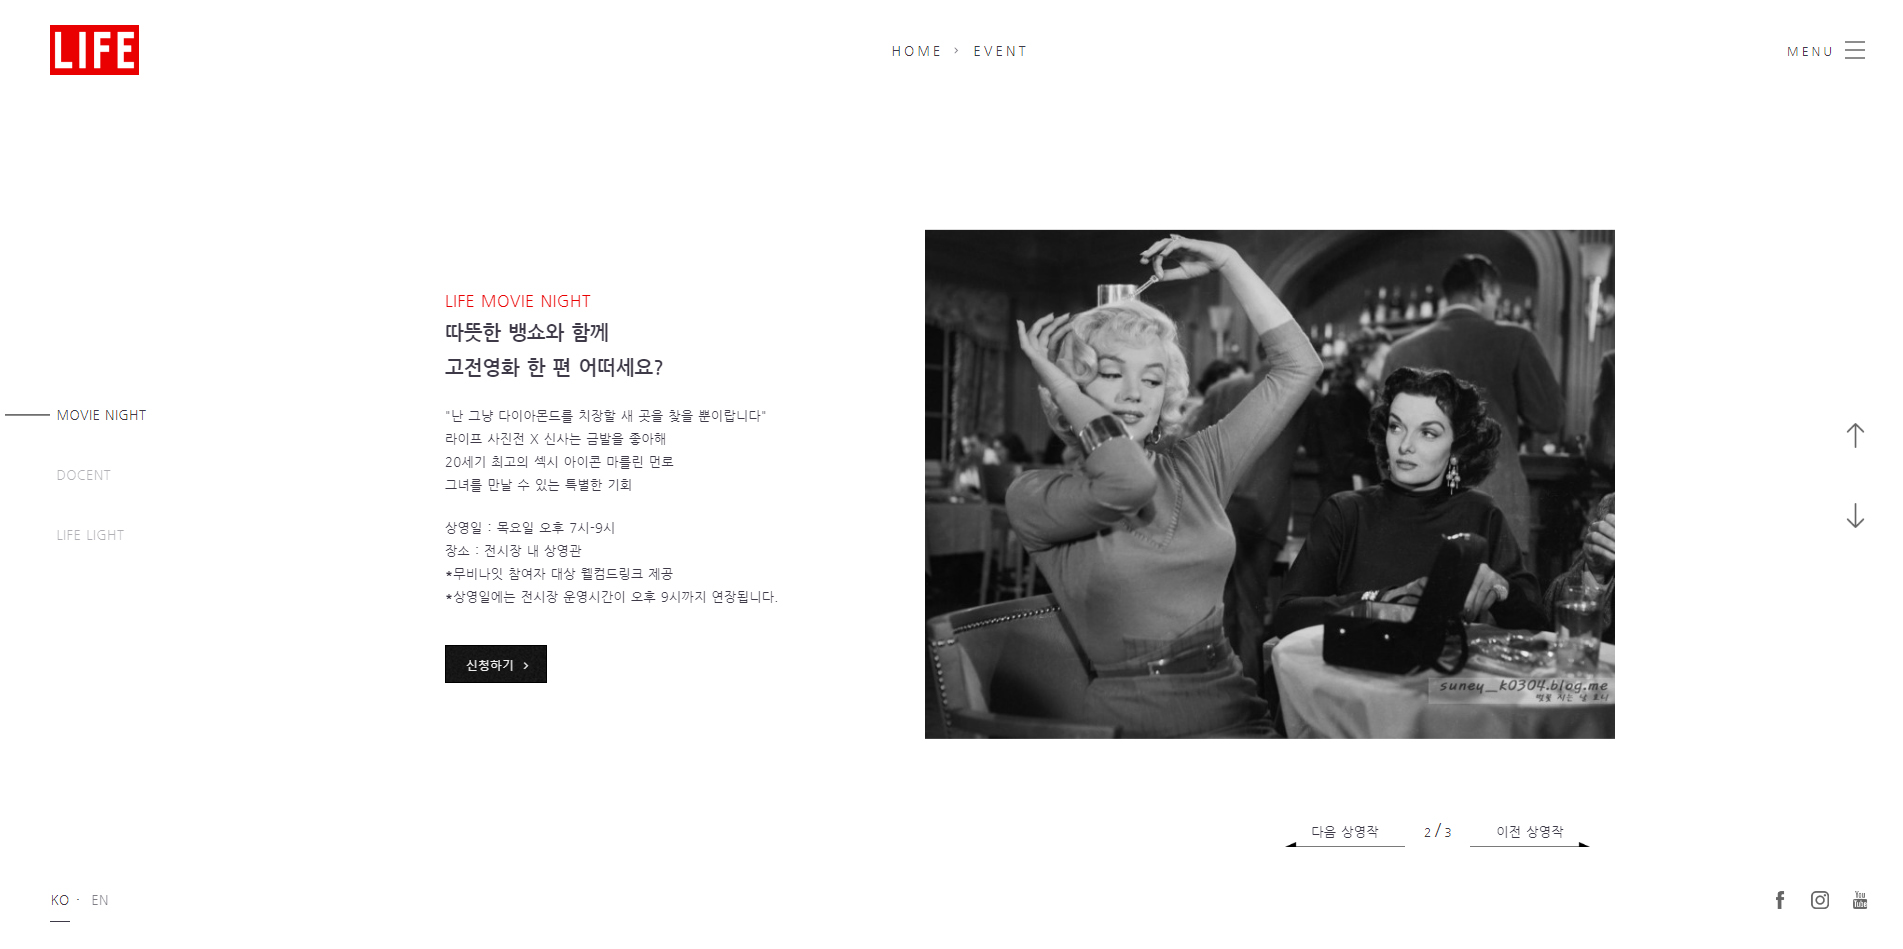 LIFE
HOME > EVENT
MENU
LIFE MOVIE NIGHT
따뜻한 뱅쇼와 함께
고전영화 한 편 어떠세요?
"난 그냥 다이아몬드를 치장할 새 곳을 찾을 뿐이랍니다"
라이프 사진전 X 신사는 금발을 좋아해
20세기 최고의 섹시 아이콘 마를린 먼로
그녀를 만날 수 있는 특별한 기회
상영일 : 목요일 오후 7시-9시
장소 : 전시장 내 상영관
*무비나잇 참여자 대상 웰컴드링크 제공
*상영일에는 전시장 운영시간이 오후 9시까지 연장됩니다.
신청하기 >
MOVIE NIGHT
DOCENT
LIFE LIGHT
suney_k0304.blog.me
다음 상영작 2 / 3 이전 상영작
KO · EN
You
Tube